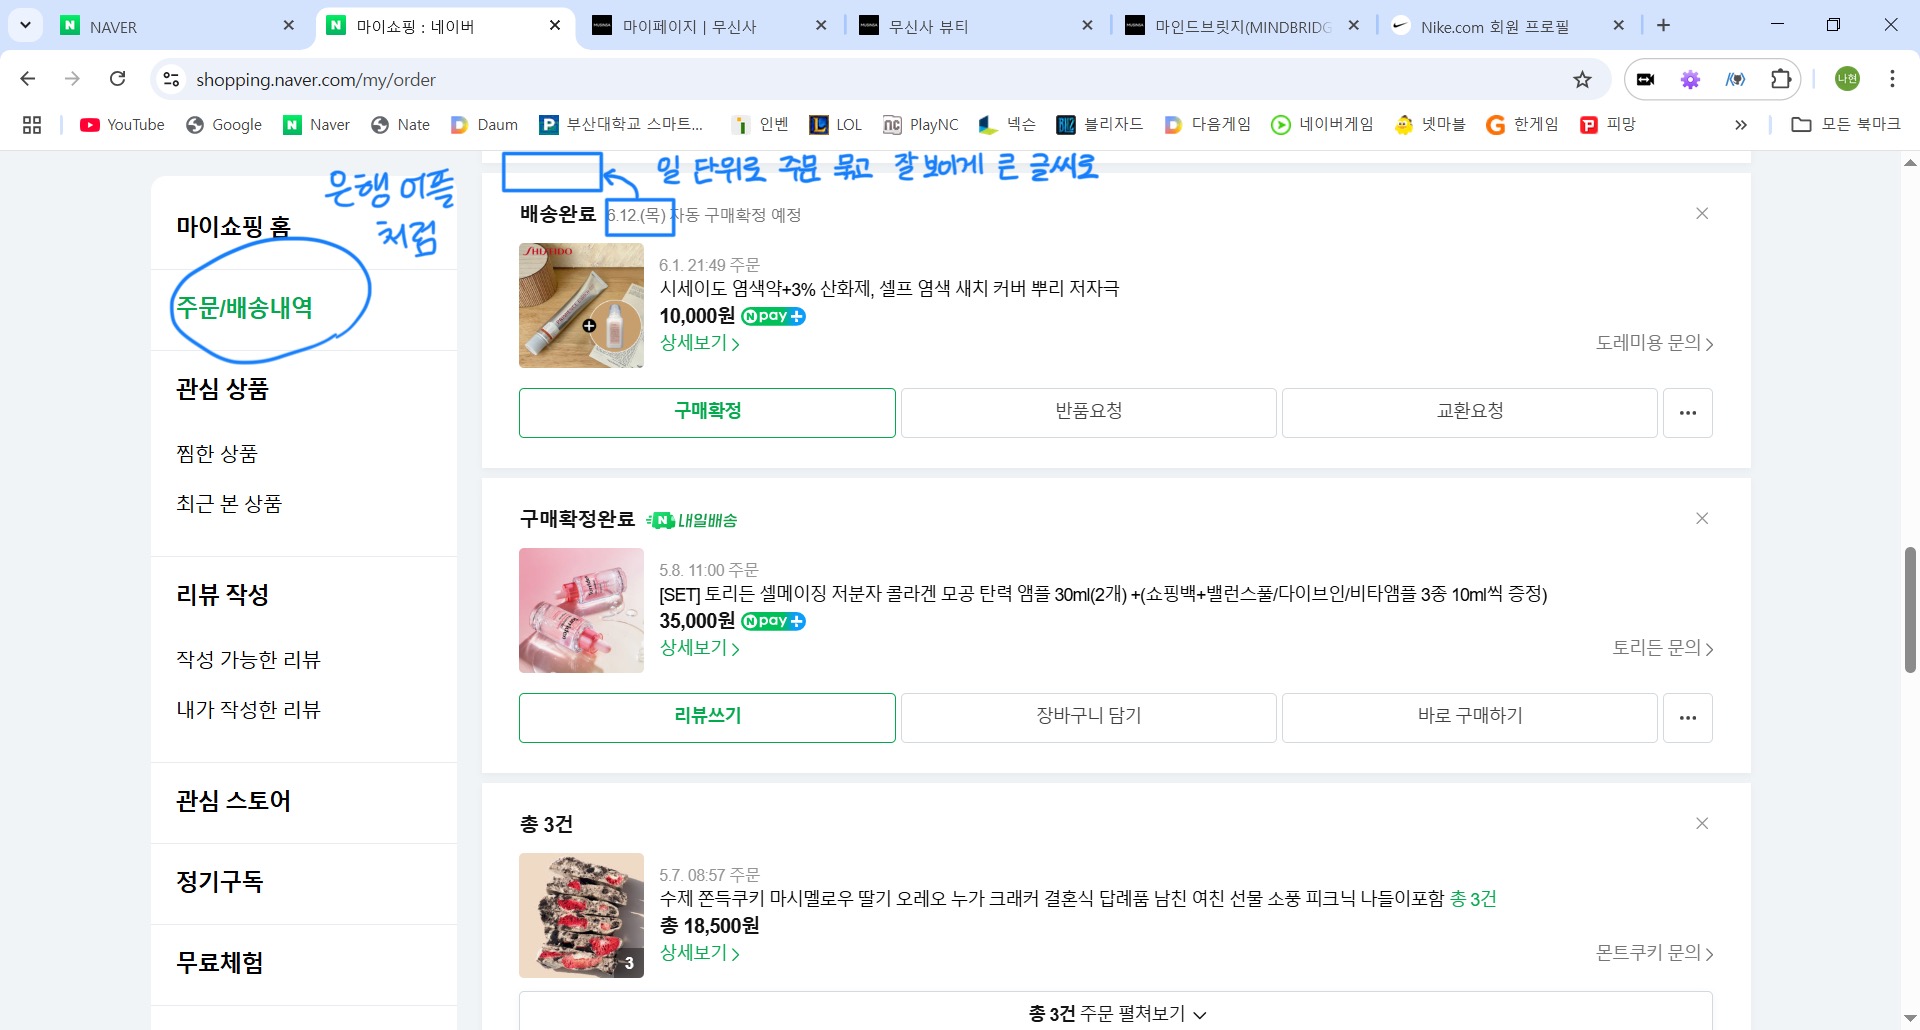 NAVER
마이쇼핑 : 네이버
마이페이지 | 무신사
무신사 뷰티
마인드브릿지(MINDBRIDG
Nike.com 회원 프로필
shopping.naver.com/my/order
나현
YouTube
Google
Naver
Nate
Daum
부산대학교 스마트...
인벤
LOL
PlayNC
넥슨
블리자드
다음게임
네이버게임
넷마블
한게임
피망
모든 북마크
은행 어플
처럼
마이쇼핑 홈
주문/배송내역
관심 상품
찜한 상품
최근 본 상품
리뷰 작성
작성 가능한 리뷰
내가 작성한 리뷰
관심 스토어
정기구독
무료체험
일 단위로 주문 묶고 잘 보이게 큰 글씨로
배송완료 6.12.(목) 자동 구매확정 예정
SHISEIDO
6.1. 21:49 주문
시세이도 염색약+3% 산화제, 셀프 염색 새치 커버 뿌리 저자극
10,000원 N pay +
상세보기
도레미용 문의
구매확정
반품요청
교환요청
구매확정완료 N 내일배송
5.8. 11:00 주문
[SET] 토리든 셀메이징 저분자 콜라겐 모공 탄력 앰플 30ml(2개) +(쇼핑백+밸런스풀/다이브인/비타앰플 3종 10ml씩 증정)
35,000원 N pay +
상세보기
토리든 문의
리뷰쓰기
장바구니 담기
바로 구매하기
총 3건
5.7. 08:57 주문
수제 쫀득쿠키 마시멜로우 딸기 오레오 누가 크래커 결혼식 답례품 남친 여친 선물 소풍 피크닉 나들이포함 총 3건
총 18,500원
상세보기
3
몬트쿠키 문의
총 3건 주문 펼쳐보기